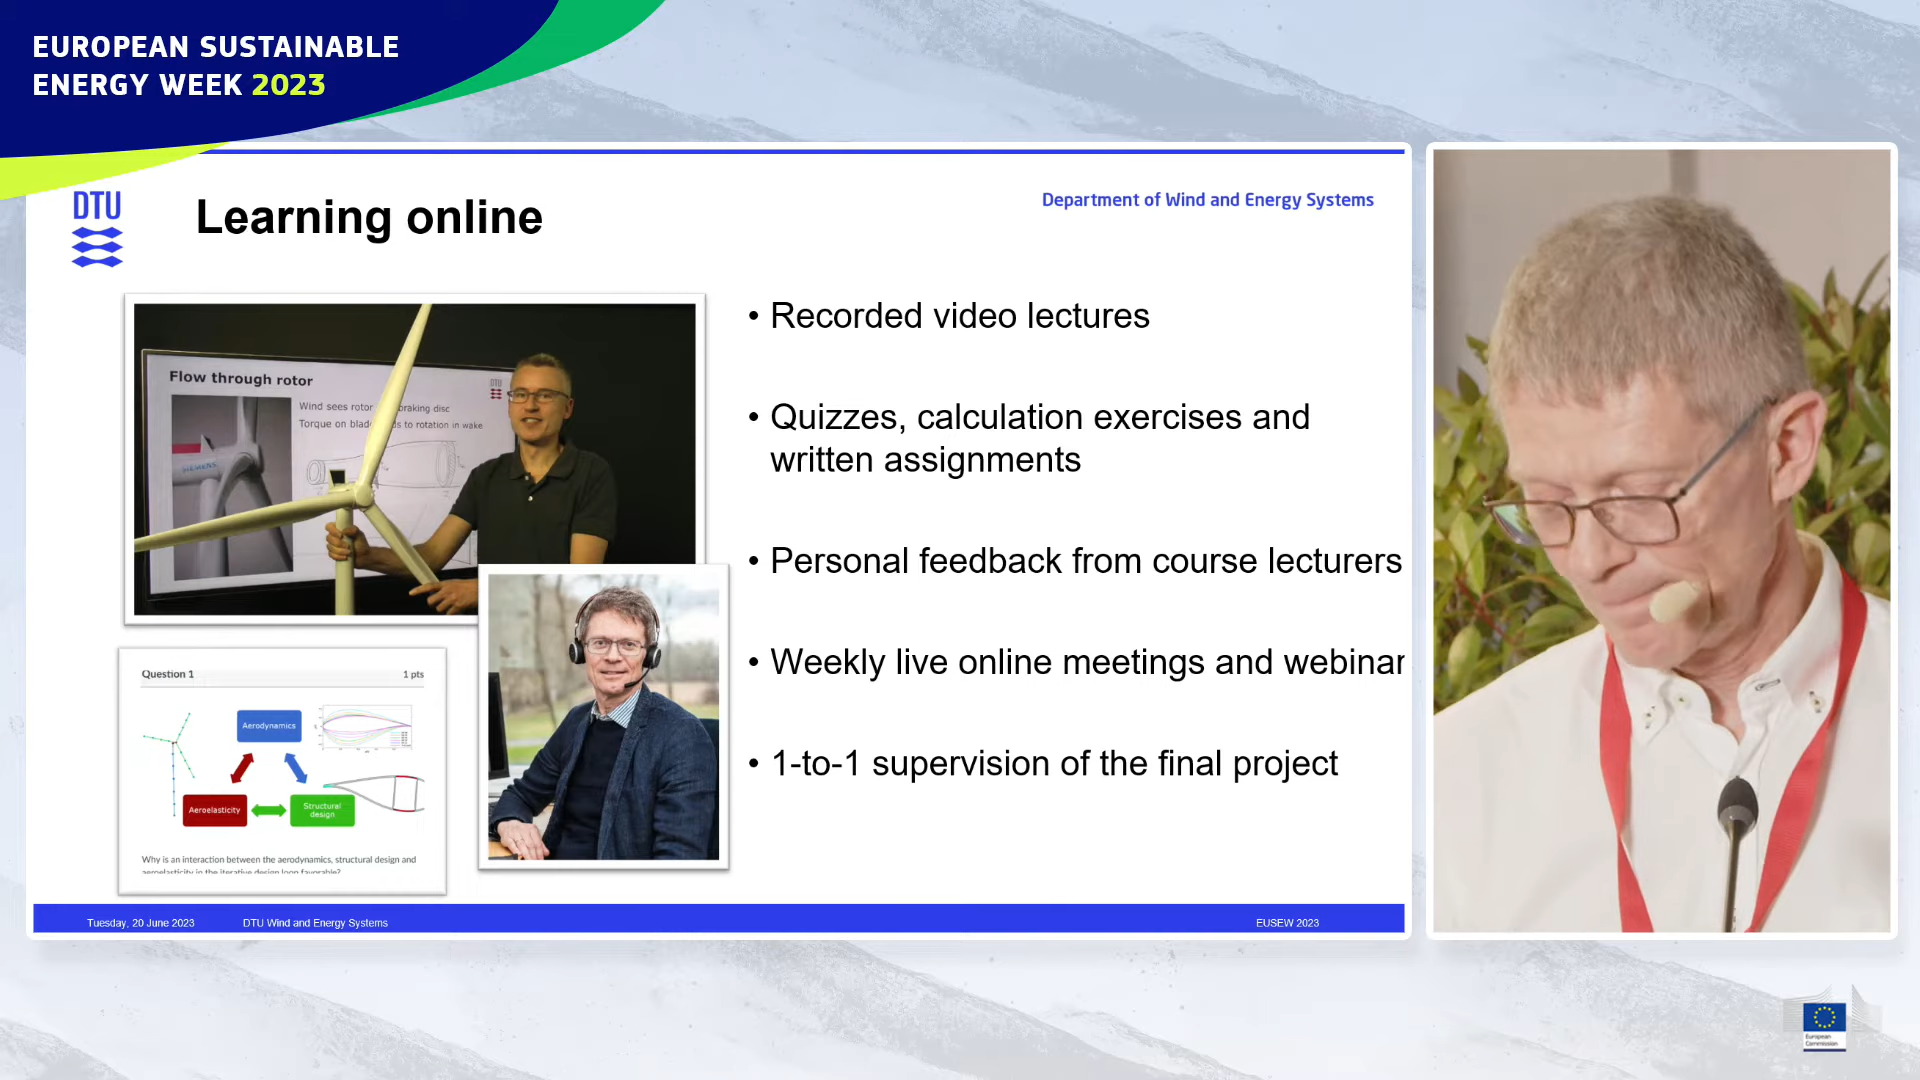 EUROPEAN SUSTAINABLE
ENERGY WEEK 2023
DTU
Learning online
Department of Wind and Energy Systems
Flow through rotor
DTU
Wind sees rotor braking disc
Torque on blad ds to rotation in wake
SIEMENS
• Recorded video lectures
• Quizzes, calculation exercises and
written assignments
• Personal feedback from course lecturers
• Weekly live online meetings and webinar
• 1-to-1 supervision of the final project
Question 1
1 pts
Aerodynamics
Aeroelasticity
Structural
design
Why is an interaction between the aerodynamics, structural design and
aeroelasticity in the iterative design loop favorable?
Tuesday, 20 June 2023
DTU Wind and Energy Systems
EUSEW 2023
European
Commission